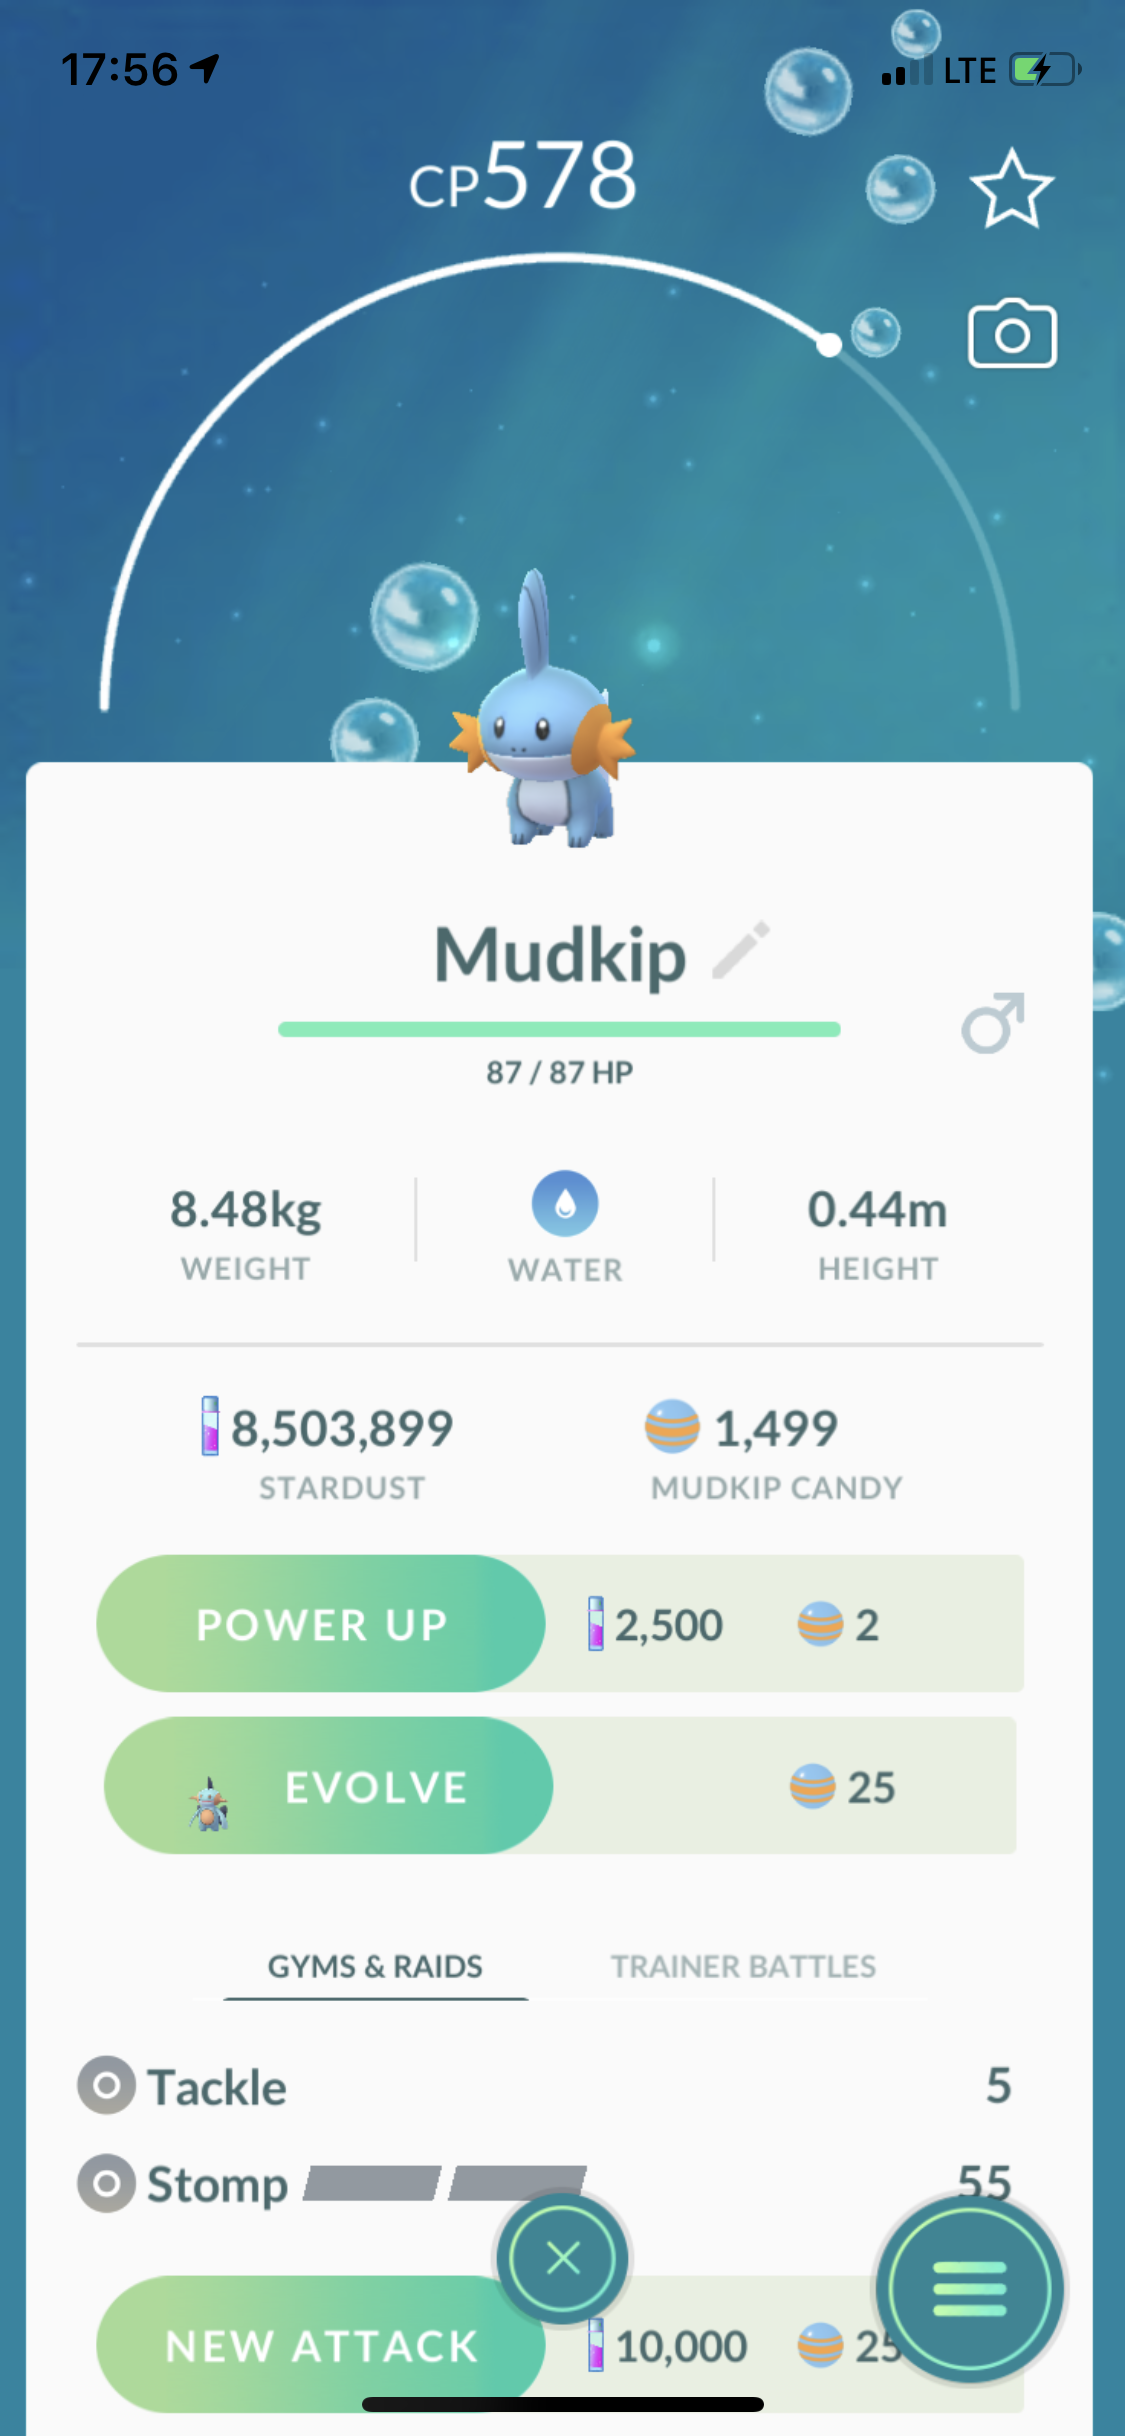 17:56 LTE
CP578
Mudkip
87 / 87 HP
8.48kg 0.44m
WEIGHT WATER HEIGHT
8,503,899 1,499
STARDUST MUDKIP CANDY
POWER UP 2,500 2
EVOLVE 25
GYMS & RAIDS TRAINER BATTLES
Tackle 5
Stomp 55
NEW ATTACK 10,000 25